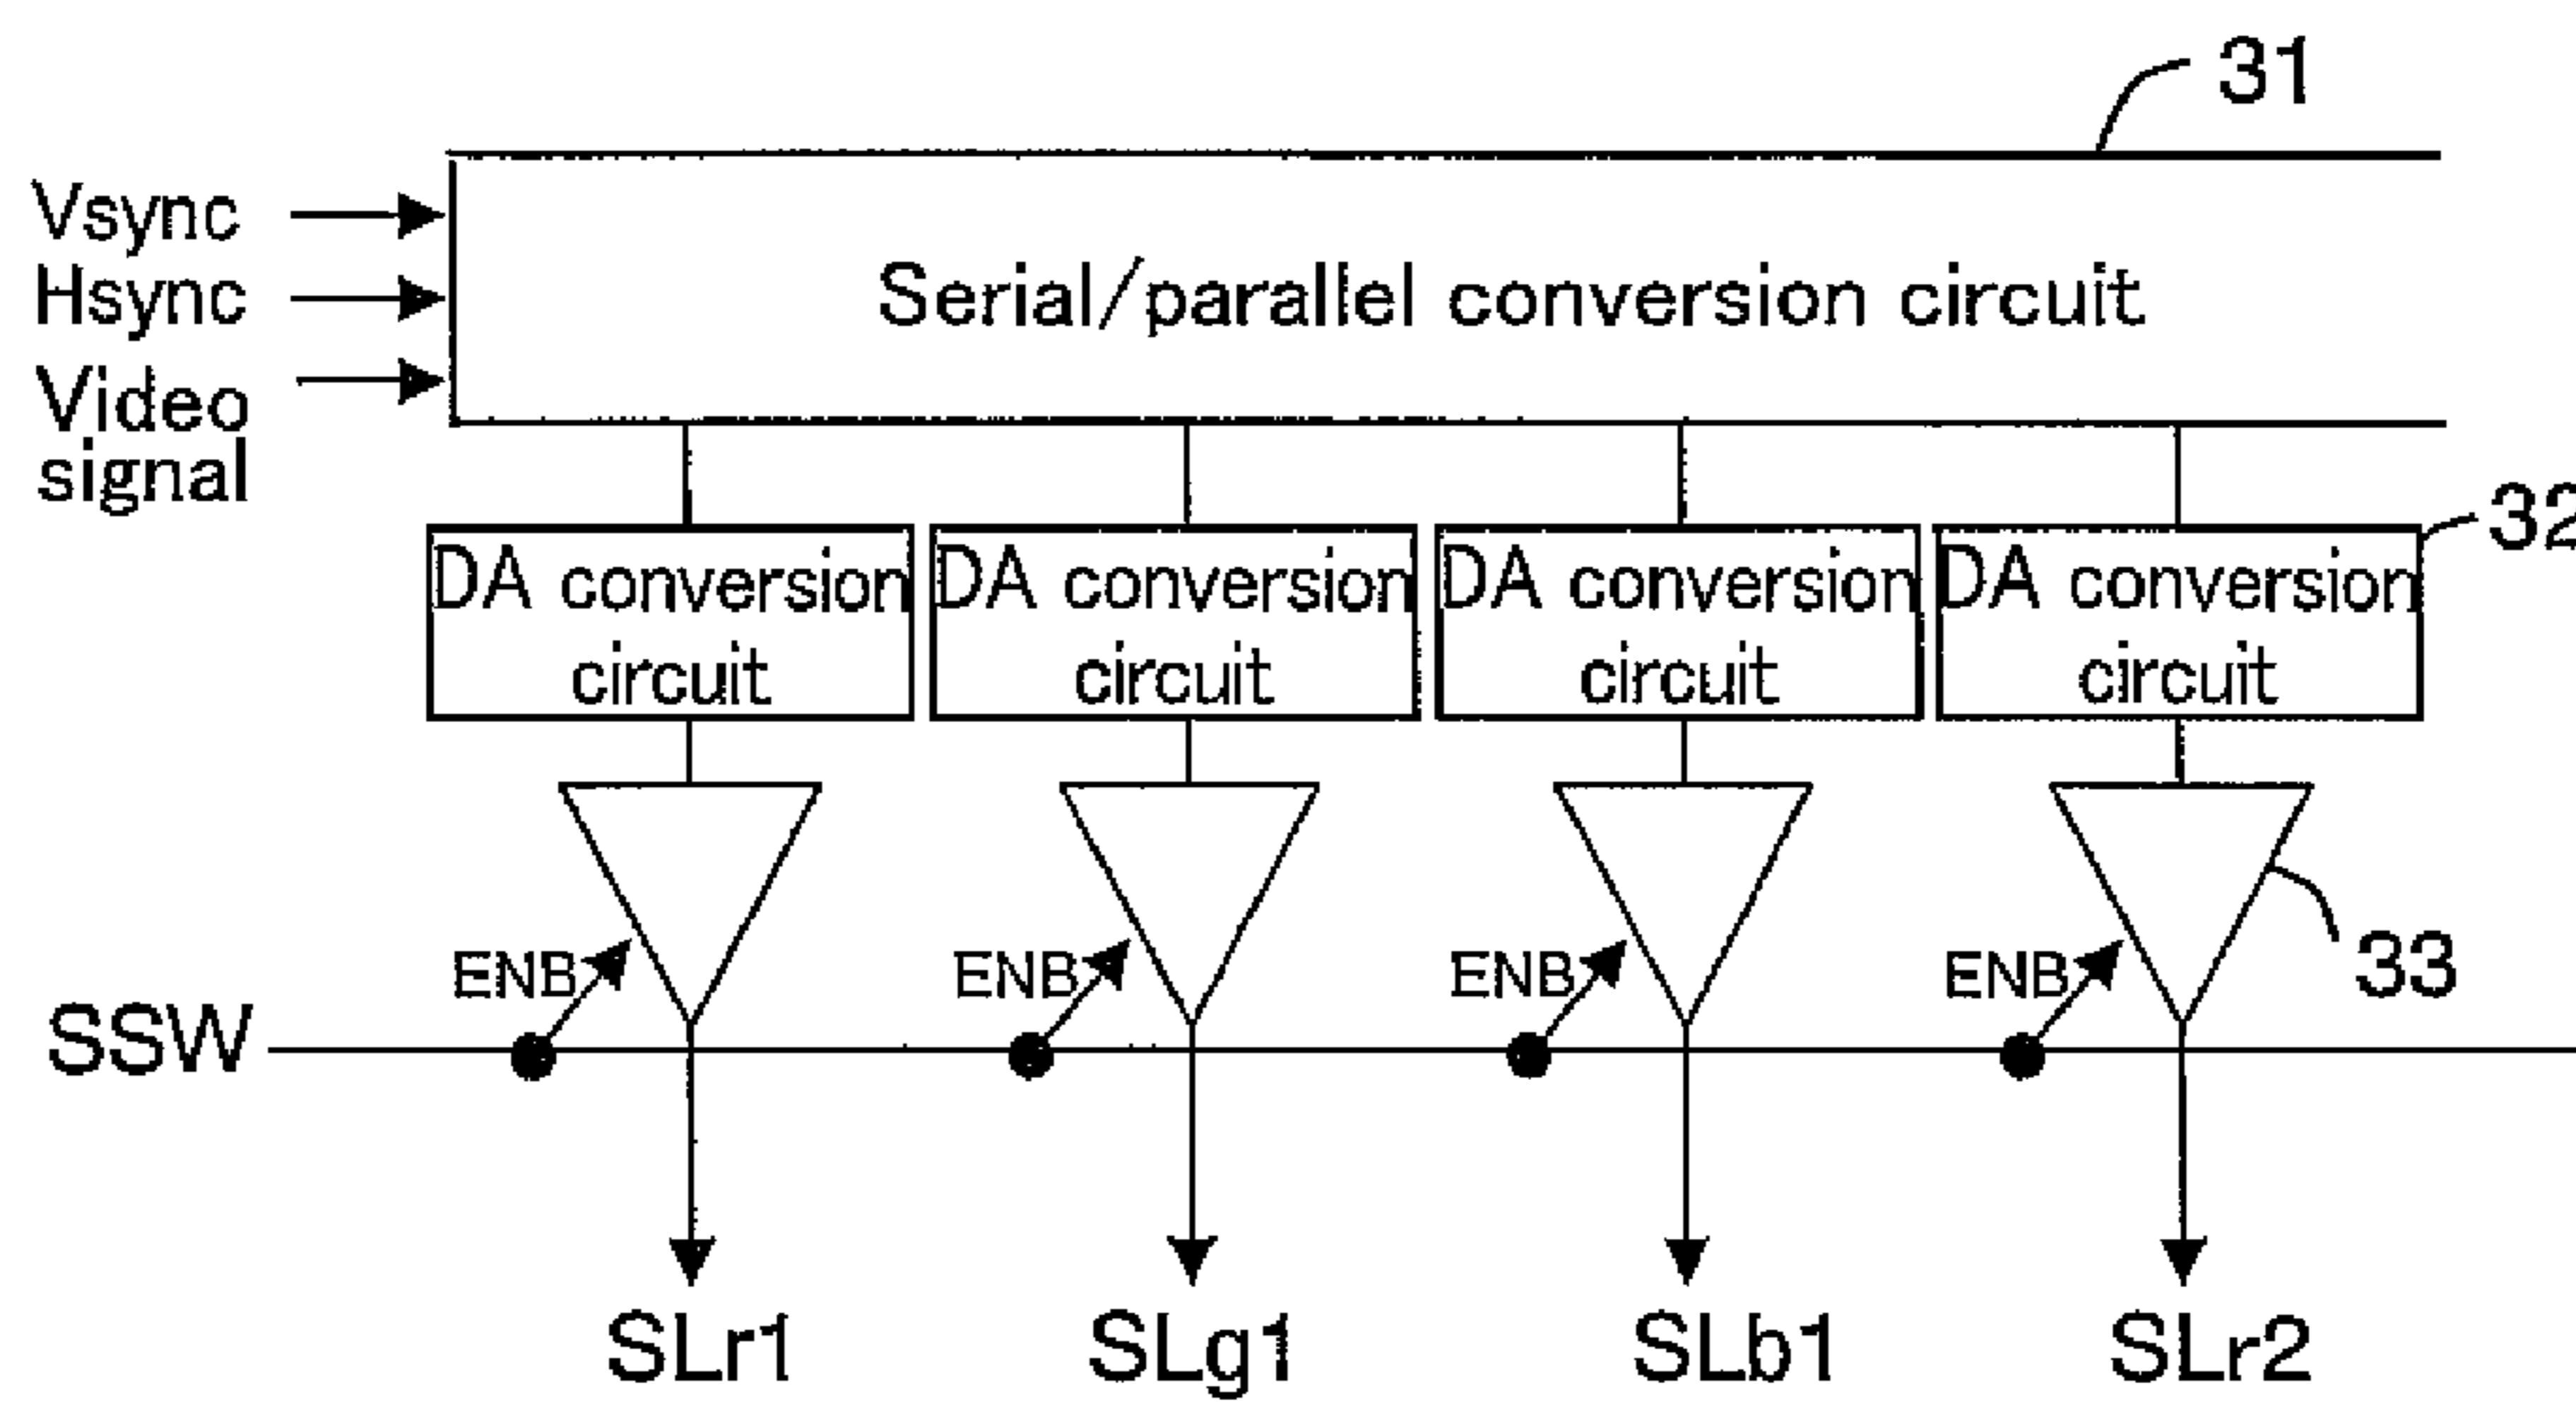 31
Vsync
Hsync
Video
signal
Serial/parallel conversion circuit
32
DA conversion
circuit
DA conversion
circuit
DA conversion
circuit
DA conversion
circuit
33
ENB
ENB
ENB
ENB
SSW
SLr1
SLg1
SLb1
SLr2